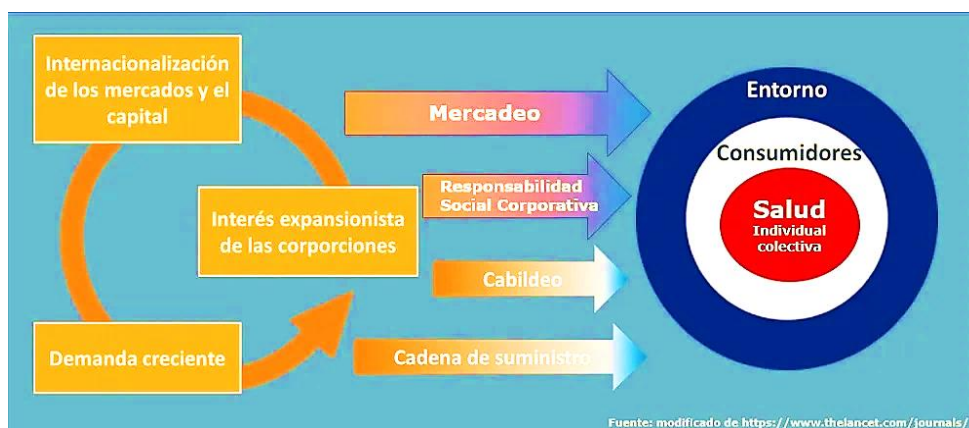 Internacionalización
de los mercados y el
capital
Interés expansionista
de las corporciones
Demanda creciente
Mercadeo
Responsabilidad
Social Corporativa
Cabildeo
Cadena de suministro
Entorno
Consumidores
Salud
Individual
colectiva
Fuente: modificado de https://www.thelancet.com/journals/